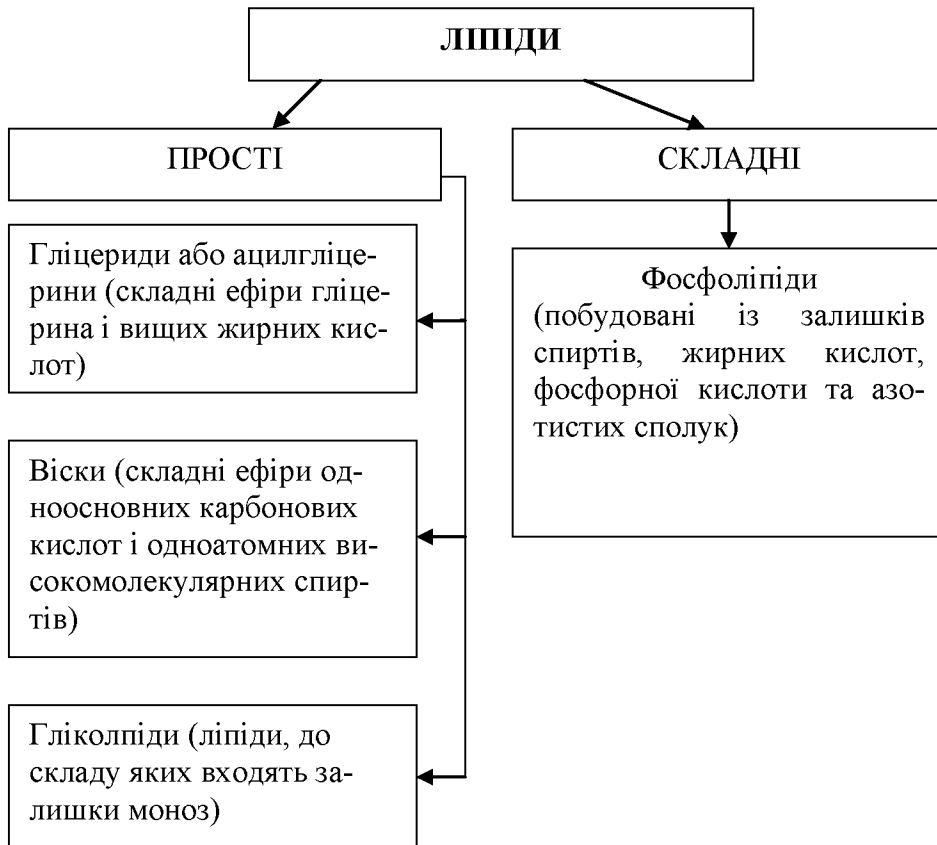 ЛІПІДИ
ПРОСТІ
СКЛАДНІ
Гліцериди або ацилгліце-
рини (складні ефіри гліце-
рина і вищих жирних кис-
лот)
Віски (складні ефіри од-
ноосновних карбонових
кислот і одноатомних ви-
сокомолекулярних спир-
тів)
Гліколпіди (ліпіди, до
складу яких входять за-
лишки моноз)
Фосфоліпіди
(побудовані із залишків
спиртів, жирних кислот,
фосфорної кислоти та азо-
тистих сполук)